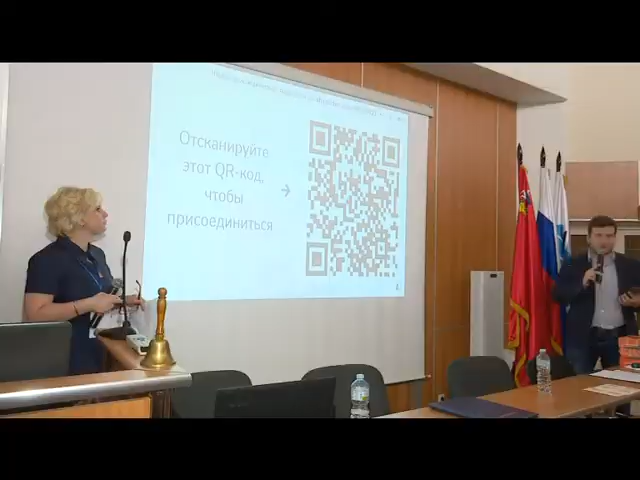 Отсканируйте
этот QR-код,
чтобы
присоединиться